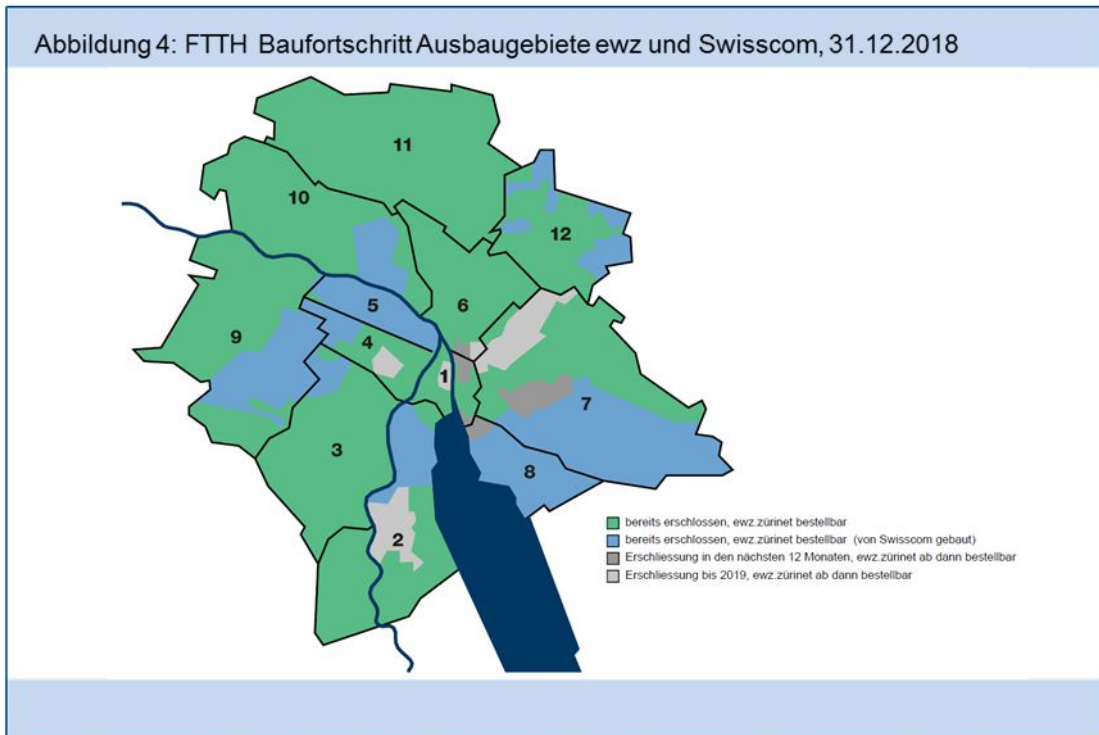 Abbildung 4: FTTH Baufortschritt Ausbaugebiete ewz und Swisscom, 31.12.2018
11
10
12
6
5
9
4
1
7
3
8
2
bereits erschlossen, ewz.zürinet bestellbar
bereits erschlossen, ewz.zürinet bestellbar (von Swisscom gebaut)
Erschliessung in den nächsten 12 Monaten, ewz.zürinet ab dann bestellbar
Erschliessung bis 2019, ewz.zürinet ab dann bestellbar